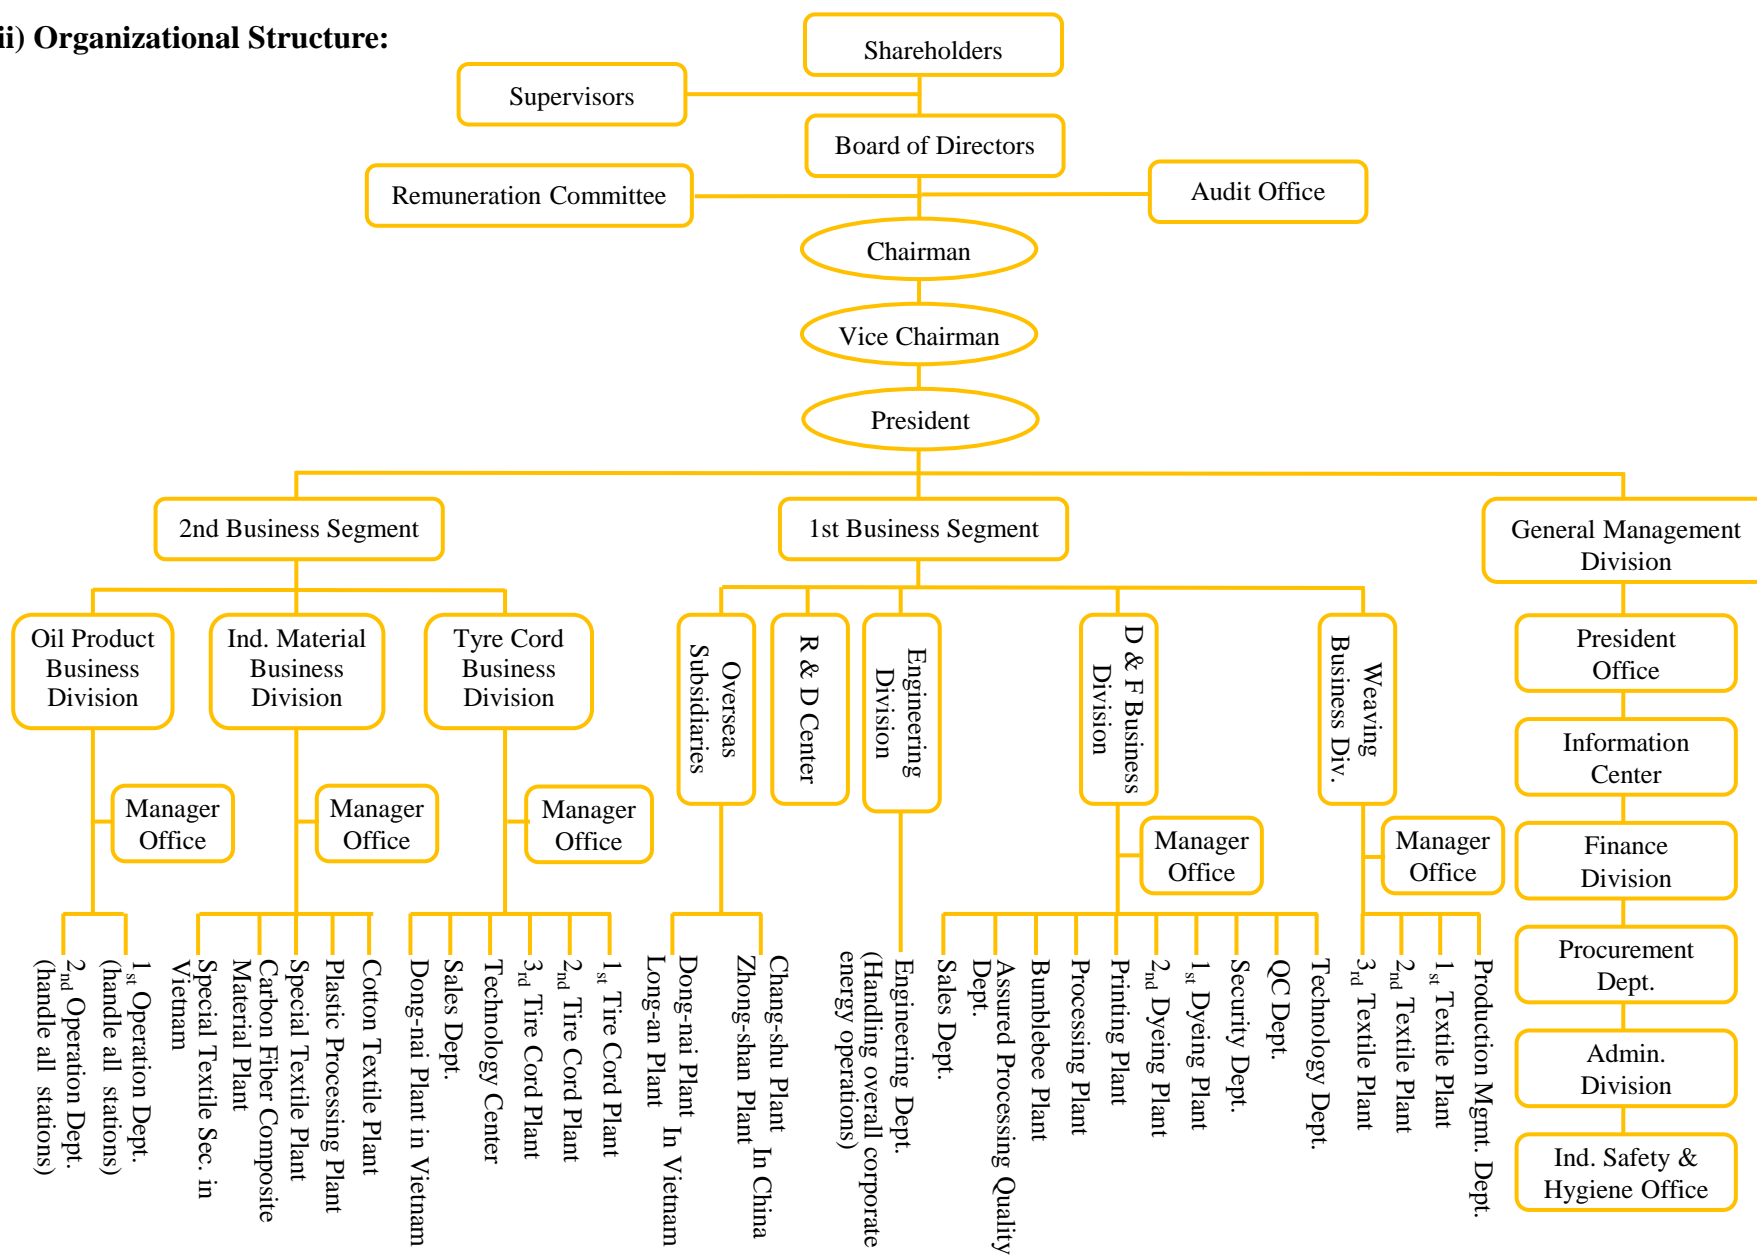 ii) Organizational Structure:
Shareholders
Supervisors
Board of Directors
Remuneration Committee
Audit Office
Chairman
Vice Chairman
President
2nd Business Segment
1st Business Segment
General Management
Division
Oil Product
Business
Division
Ind. Material
Business
Division
Tyre Cord
Business
Division
Overseas
Subsidiaries
R & D Center
Engineering
Division
D & F Business
Division
Weaving
Business Div.
President
Office
Information
Center
Manager
Office
Manager
Office
Manager
Office
Manager
Office
Manager
Office
Finance
Division
Procurement
Dept.
Admin.
Division
Ind. Safety &
Hygiene Office
2nd Operation Dept.
(handle all stations)
1st Operation Dept.
(handle all stations)
Special Textile Sec. in
Vietnam
Carbon Fiber Composite
Material Plant
Special Textile Plant
Plastic Processing Plant
Cotton Textile Plant
Dong-nai Plant in Vietnam
Sales Dept.
Technology Center
3rd Tire Cord Plant
2nd Tire Cord Plant
1st Tire Cord Plant
Dong-nai Plant In Vietnam
Long-an Plant
Chang-shu Plant In China
Zhong-shan Plant
Engineering Dept.
(Handling overall corporate
energy operations)
Sales Dept.
Assured Processing Quality
Dept.
Bumblebee Plant
Processing Plant
Printing Plant
2nd Dyeing Plant
1st Dyeing Plant
Security Dept.
QC Dept.
Technology Dept.
3rd Textile Plant
2nd Textile Plant
1st Textile Plant
Production Mgmt. Dept.